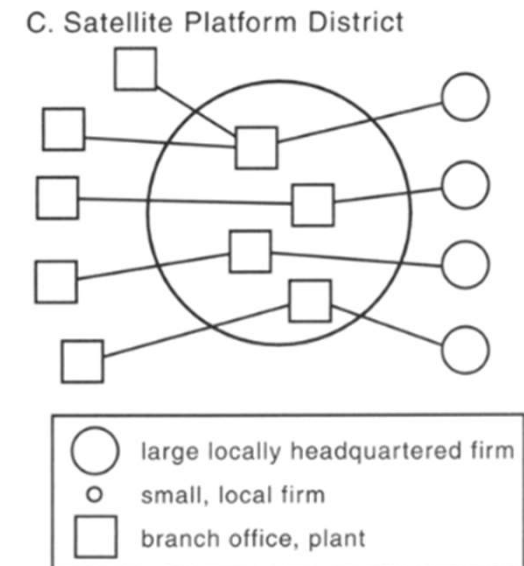 C. Satellite Platform District
large locally headquartered firm
small, local firm
branch office, plant